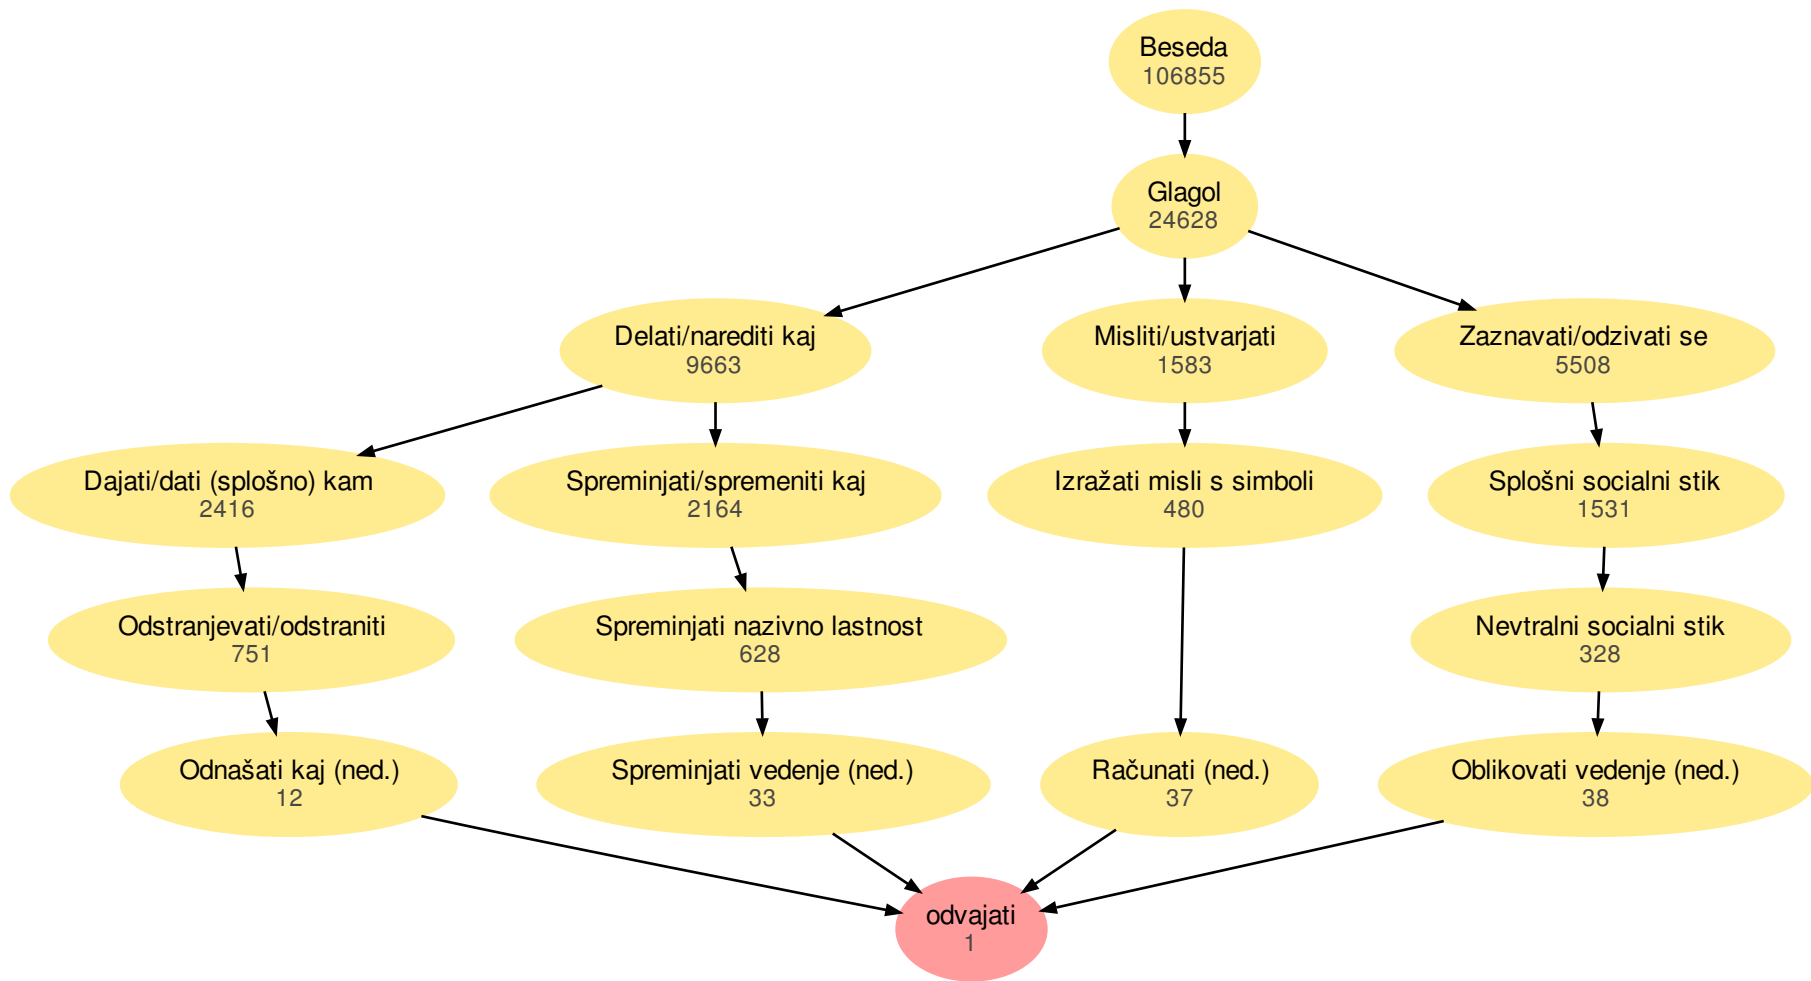 Beseda
106855
Glagol
24628
Delati/narediti kaj
9663
Misliti/ustvarjati
1583
Zaznavati/odzivati se
5508
Dajati/dati (splošno) kam
2416
Spreminjati/spremeniti kaj
2164
Izražati misli s simboli
480
Splošni socialni stik
1531
Odstranjevati/odstraniti
751
Spreminjati nazivno lastnost
628
Nevtralni socialni stik
328
Odnašati kaj (ned.)
12
Spreminjati vedenje (ned.)
33
Računati (ned.)
37
Oblikovati vedenje (ned.)
38
odvajati
1